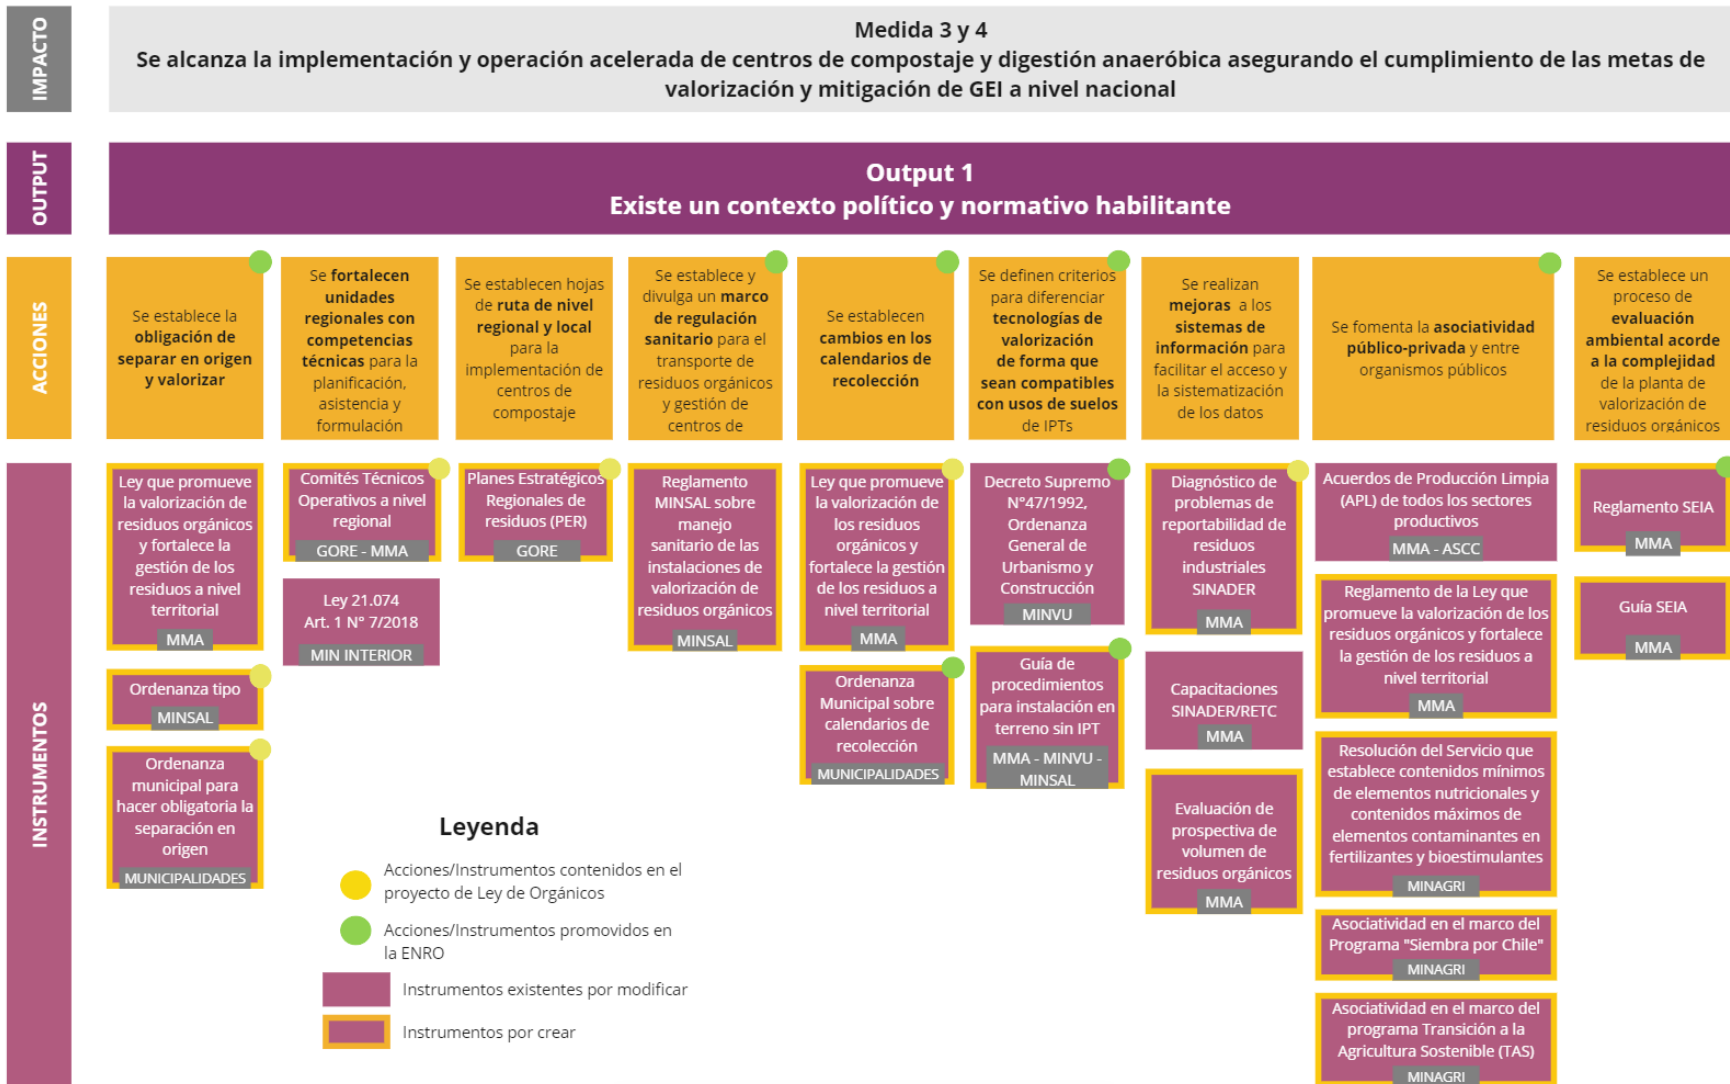 IMPACTO
Medida 3 y 4
Se alcanza la implementación y operación acelerada de centros de compostaje y digestión anaeróbica asegurando el cumplimiento de las metas de
valorización y mitigación de GEI a nivel nacional
OUTPUT
Output 1
Existe un contexto político y normativo habilitante
ACCIONES
Se establece la
obligación de
separar en origen
y valorizar
Se fortalecen
unidades
regionales con
competencias
técnicas para la
planificación,
asistencia y
formulación
Se establecen hojas
de ruta de nivel
regional y local
para la
implementación de
centros de
compostaje
Se establece y
divulga un marco
de regulación
sanitario para el
transporte de
residuos orgánicos
y gestión de
centros de
Se establecen
cambios en los
calendarios de
recolección
Se definen criterios
para diferenciar
tecnologías de
valorización
de forma que
sean compatibles
con usos de suelos
de IPTs
Se realizan
mejoras a los
sistemas de
información para
facilitar el acceso y
la sistematización
de los datos
Se fomenta la asociatividad
público-privada y entre
organismos públicos
Se establece un
proceso de
evaluación
ambiental acorde
a la complejidad
de la planta de
valorización de
residuos orgánicos
INSTRUMENTOS
Ley que promueve
la valorización de
residuos orgánicos
y fortalece la
gestión de los
residuos a nivel
territorial
MMA
Ordenanza tipo
MINSAL
Ordenanza
municipal para
hacer obligatoria la
separación en
origen
MUNICIPALIDADES
Comités Técnicos
Operativos a nivel
regional
GORE - MMA
Ley 21.074
Art. 1 N° 7/2018
MIN INTERIOR
Planes Estratégicos
Regionales de
residuos (PER)
GORE
Reglamento
MINSAL sobre
manejo
sanitario de las
instalaciones de
valorización de
residuos orgánicos
MINSAL
Ley que promueve
la valorización de
los residuos
orgánicos y
fortalece la gestión
de los residuos a
nivel territorial
MMA
Ordenanza
Municipal sobre
calendarios de
recolección
MUNICIPALIDADES
Decreto Supremo
N°47/1992,
Ordenanza
General de
Urbanismo y
Construcción
MINVU
Guía de
procedimientos
para instalación en
terreno sin IPT
MMA - MINVU -
MINSAL
Diagnóstico de
problemas de
reportabilidad de
residuos
industriales
SINADER
MMA
Capacitaciones
SINADER/RETC
MMA
Evaluación de
prospectiva de
volumen de
residuos orgánicos
MMA
Acuerdos de Producción Limpia
(APL) de todos los sectores
productivos
MMA - ASCC
Reglamento de la Ley que
promueve la valorización de los
residuos orgánicos y fortalece
la gestión de los residuos a
nivel territorial
MMA
Resolución del Servicio que
establece contenidos mínimos
de elementos nutricionales y
contenidos máximos de
elementos contaminantes en
fertilizantes y bioestimulantes
MINAGRI
Asociatividad en el marco del
Programa "Siembra por Chile"
MINAGRI
Asociatividad en el marco del
programa Transición a la
Agricultura Sostenible (TAS)
MINAGRI
Reglamento SEIA
MMA
Guía SEIA
MMA
Leyenda
Acciones/Instrumentos contenidos en el
proyecto de Ley de Orgánicos
Acciones/Instrumentos promovidos en
la ENRO
Instrumentos existentes por modificar
Instrumentos por crear